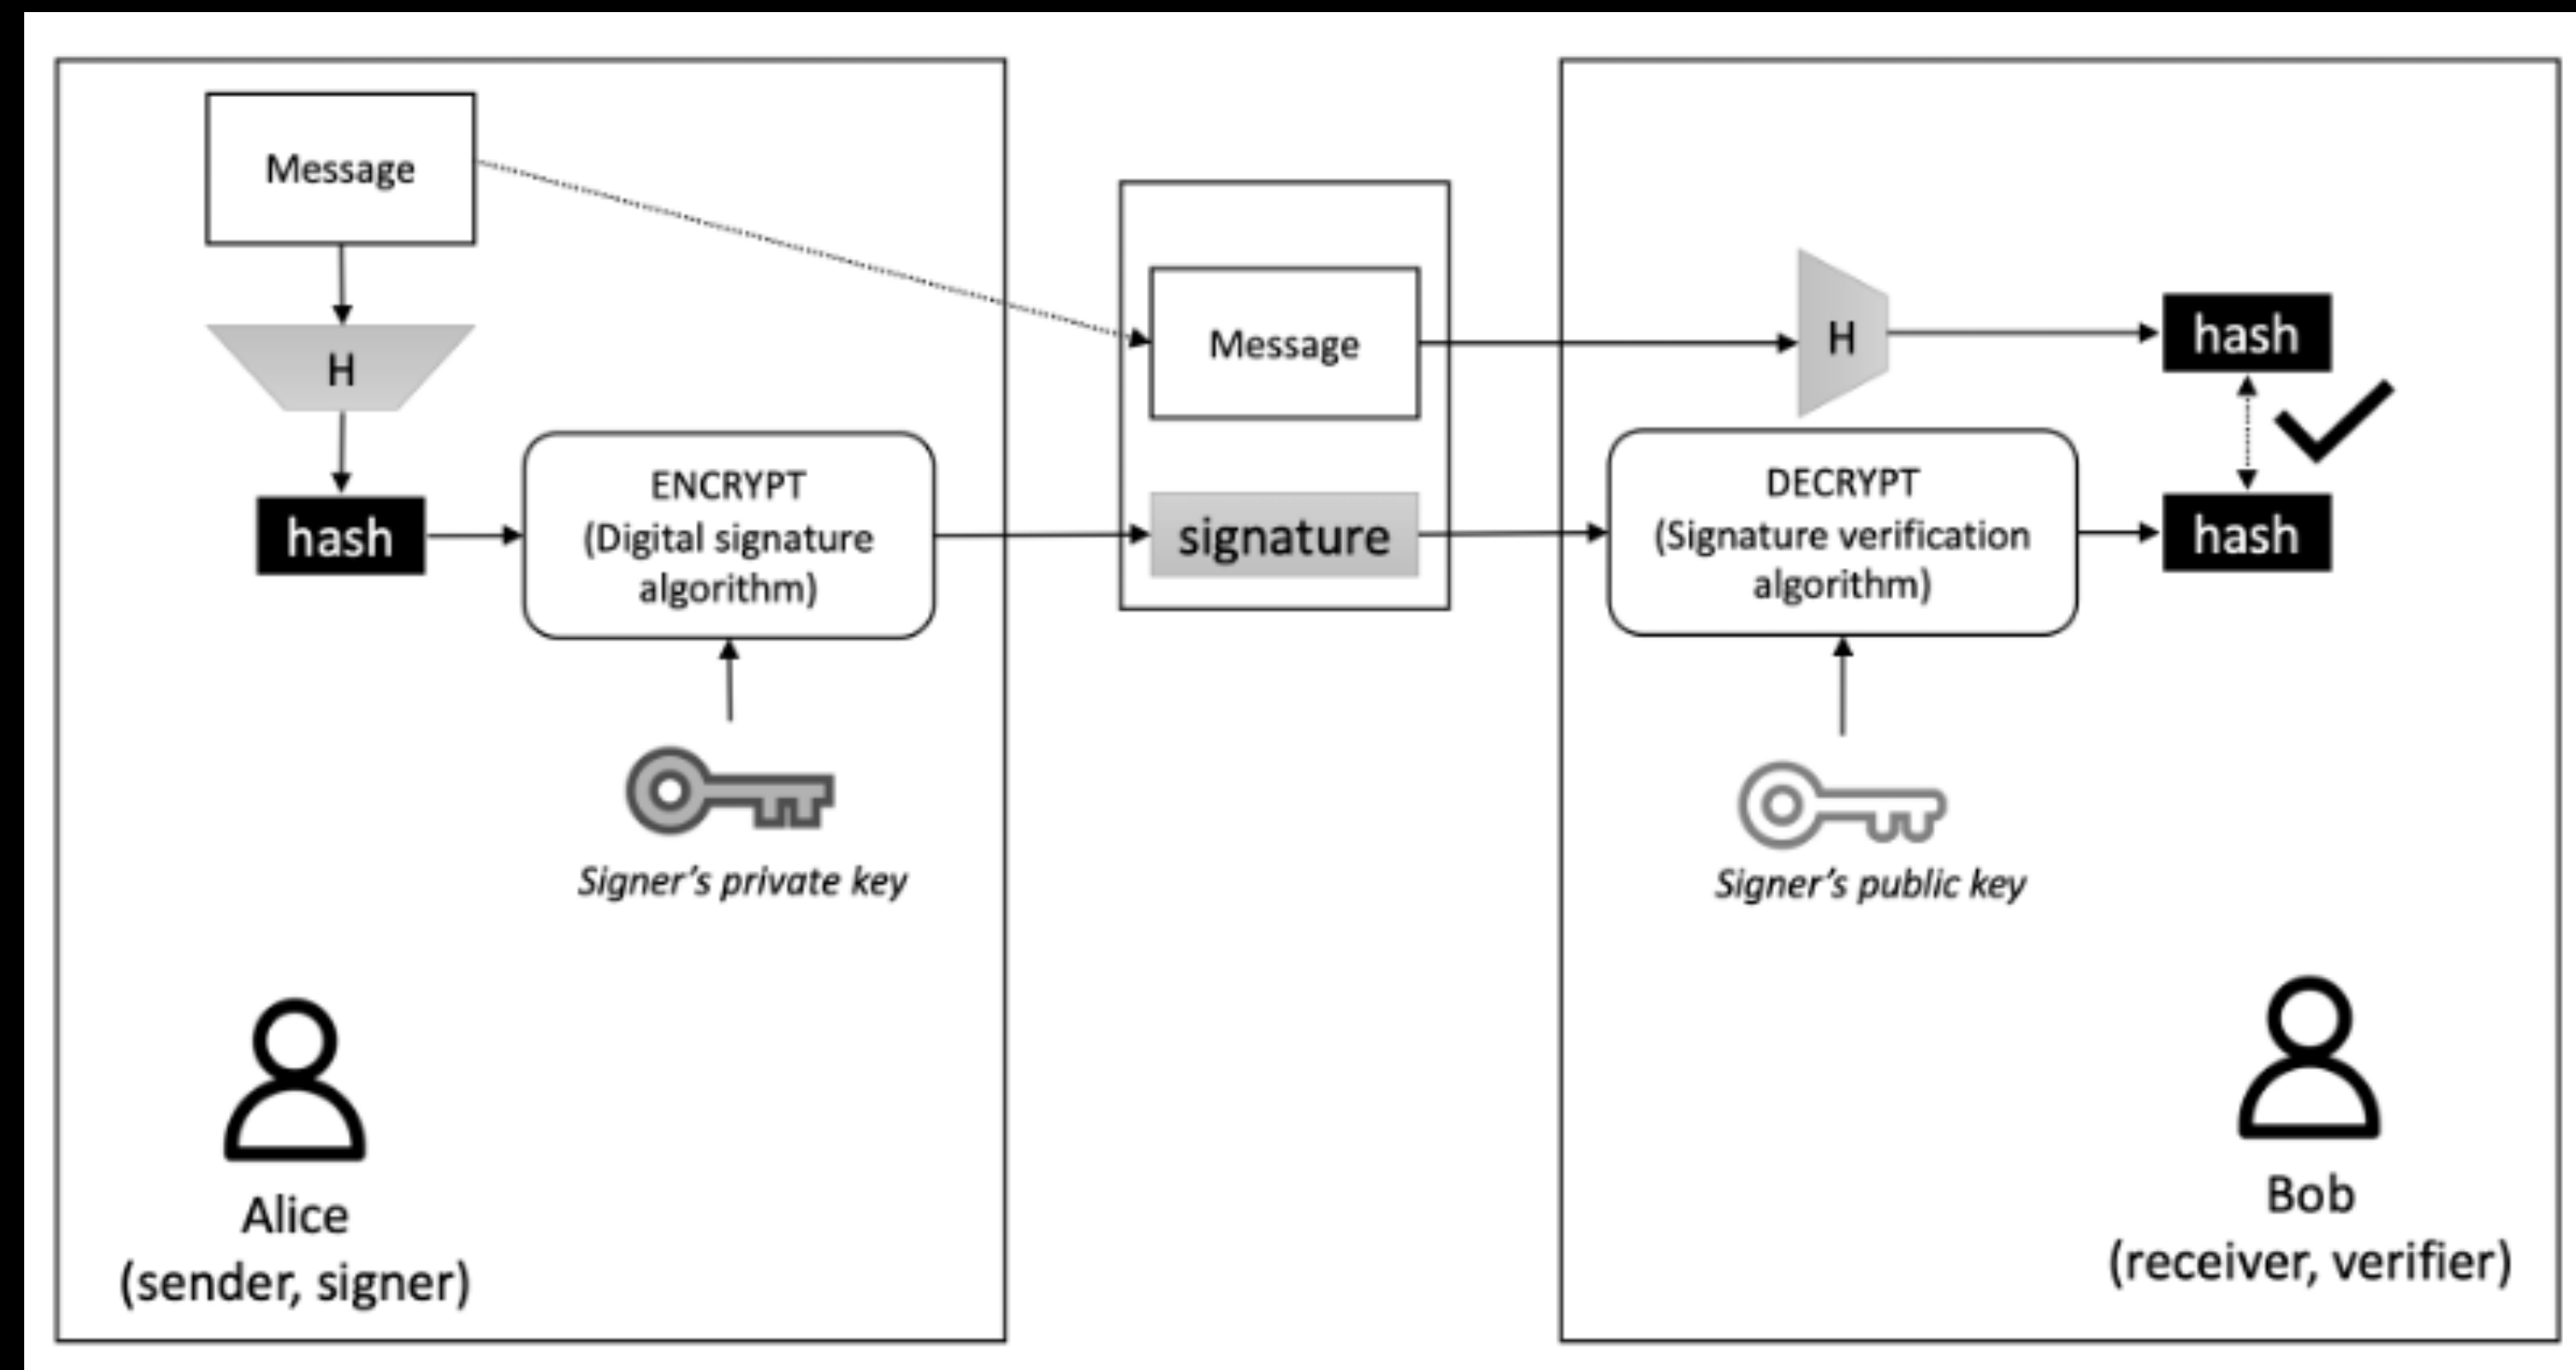 Message
H
hash
ENCRYPT
(Digital signature
algorithm)
Signer's private key
Alice
(sender, signer)
Message
signature
H
hash
DECRYPT
(Signature verification
algorithm)
hash
Signer's public key
Bob
(receiver, verifier)